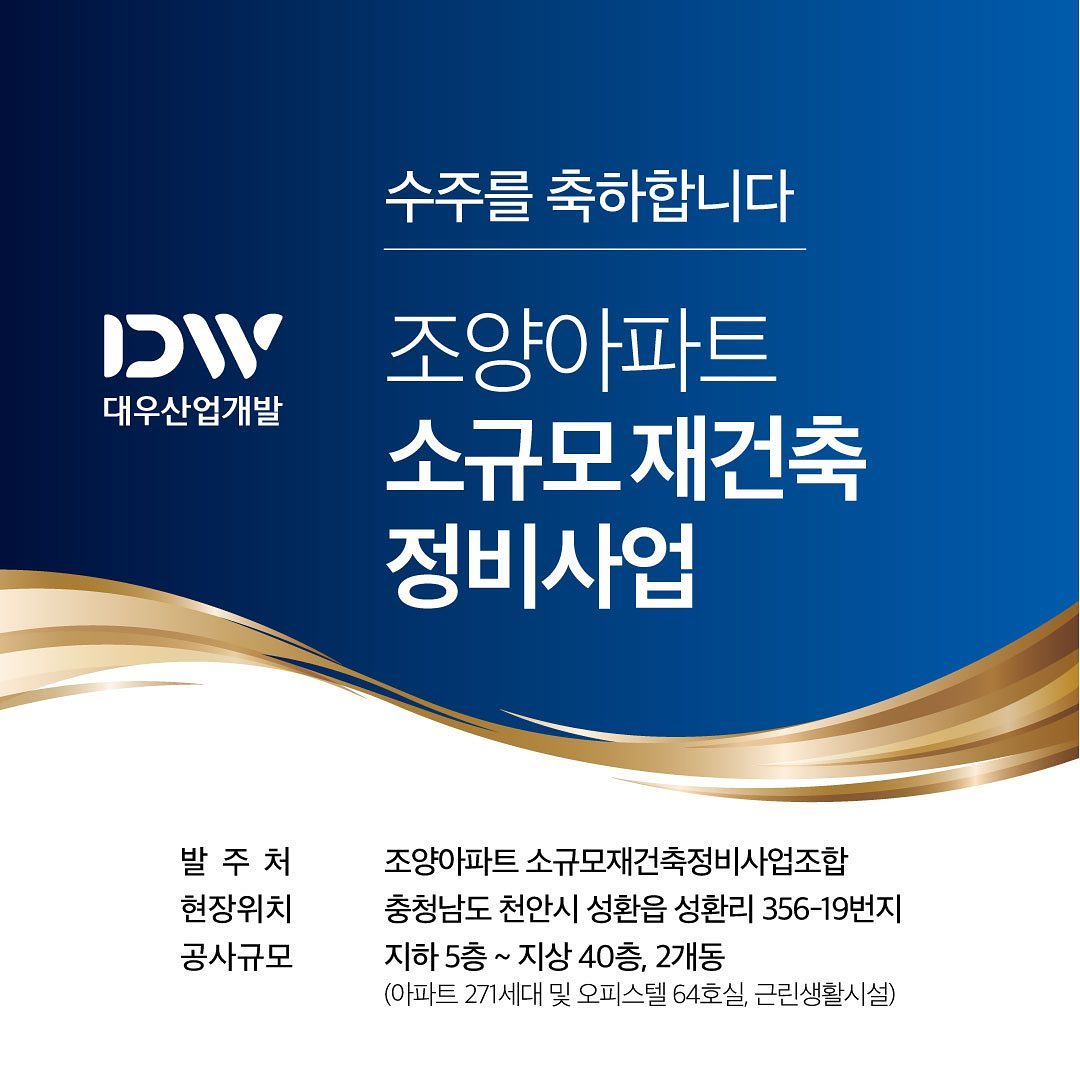 수주를 축하합니다
DW
대우산업개발
조양아파트
소규모 재건축
정비사업
발 주 처 조양아파트 소규모재건축정비사업조합
현장위치 충청남도 천안시 성환읍 성환리 356-19번지
공사규모 지하 5층 ~ 지상 40층, 2개동
(아파트 271세대 및 오피스텔 64호실, 근린생활시설)